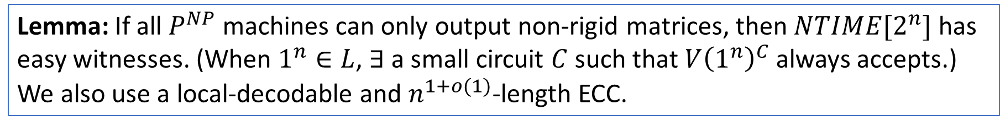 Lemma: If all $P^{NP}$ machines can only output non-rigid matrices, then $NTIME[2^n]$ has
easy witnesses. (When $1^n \in L$, $\exists$ a small circuit $C$ such that $V(1^n)^C$ always accepts.)
We also use a local-decodable and $n^{1+o(1)}$-length ECC.